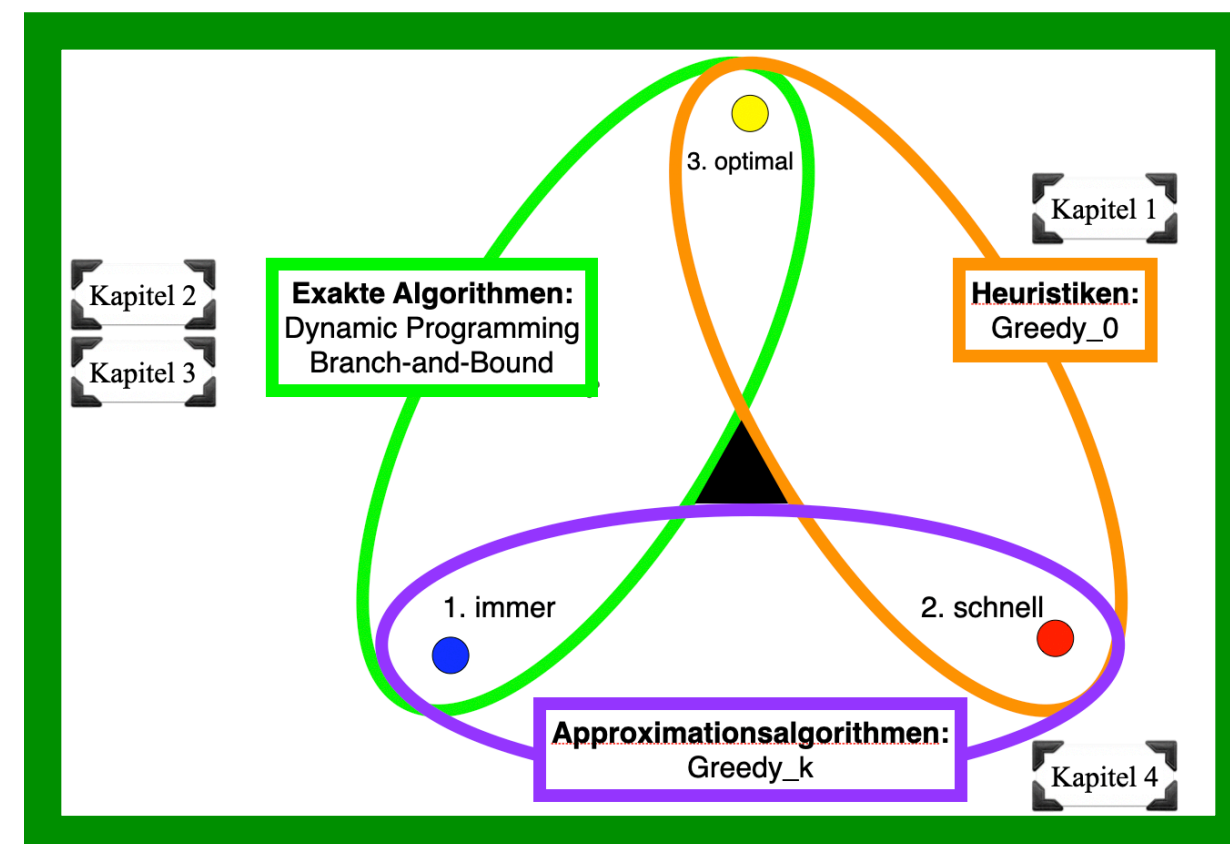 3. optimal
Kapitel 1
Kapitel 2
Kapitel 3
Exakte Algorithmen:
Dynamic Programming
Branch-and-Bound
Heuristiken:
Greedy_0
1. immer
2. schnell
Approximationsalgorithmen:
Greedy_k
Kapitel 4